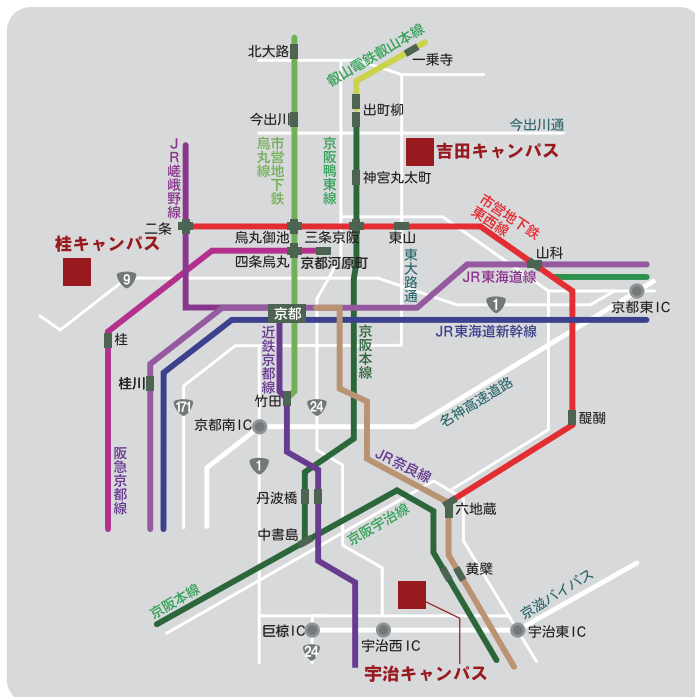 北大路
叡山電鉄叡山本線
一乗寺
出町柳
今出川
今出川通
JR嵯峨野線
市営地下鉄
烏丸線
京阪鴨東線
吉田キャンパス
神宮丸太町
市営地下鉄
東西線
二条
烏丸御池
三条京阪
東山
桂キャンパス
四条烏丸
京都河原町
山科
東大路通
JR東海道線
9
1
京都東IC
京都
JR東海道新幹線
近鉄京都線
京阪本線
桂
桂川
名神高速道路
竹田
171
24
京都南IC
醍醐
1
JR奈良線
阪急京都線
丹波橋
六地蔵
中書島
京阪宇治線
黄檗
京阪本線
京滋バイパス
巨椋IC
宇治西IC
宇治東IC
24
宇治キャンパス